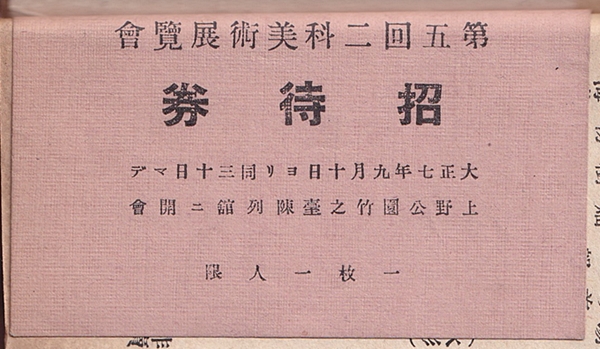 第五回二科美術展覽會
招待券
大正七年九月十日ヨリ同三十日マデ
上野公園竹之臺陳列舘ニ開會
一枚一人限